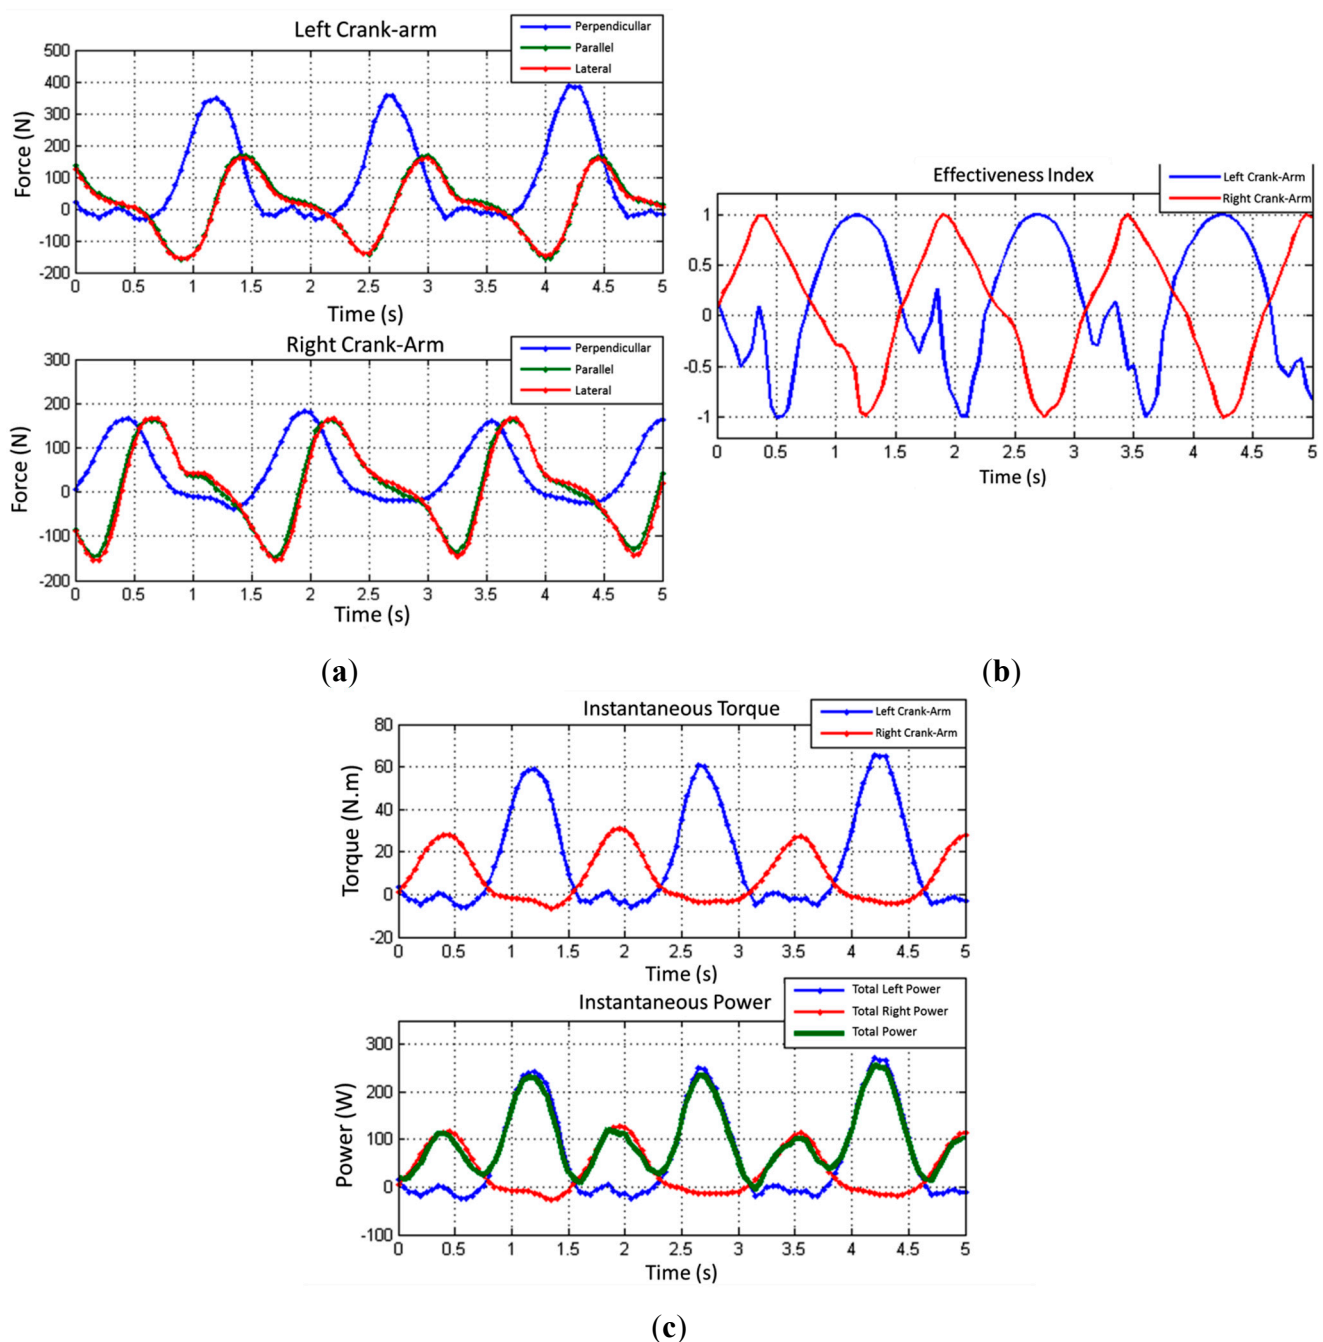 Left Crank-arm
Perpendicullar
Parallel
Lateral
500
400
300
200
100
0
-100
-200
Force (N)
0 0.5 1 1.5 2 2.5 3 3.5 4 4.5 5
Time (s)
Right Crank-Arm
Perpendicullar
Parallel
Lateral
300
200
100
0
-100
-200
Force (N)
0 0.5 1 1.5 2 2.5 3 3.5 4 4.5 5
Time (s)
(a)
Effectiveness Index
Left Crank-Arm
Right Crank-Arm
1
0.5
0
-0.5
-1
0 0.5 1 1.5 2 2.5 3 3.5 4 4.5 5
Time (s)
(b)
Instantaneous Torque
Left Crank-Arm
Right Crank-Arm
80
60
40
20
0
-20
Torque (N.m)
0 0.5 1 1.5 2 2.5 3 3.5 4 4.5 5
Time (s)
Instantaneous Power
Total Left Power
Total Right Power
Total Power
300
200
100
0
-100
Power (W)
0 0.5 1 1.5 2 2.5 3 3.5 4 4.5 5
Time (s)
(c)